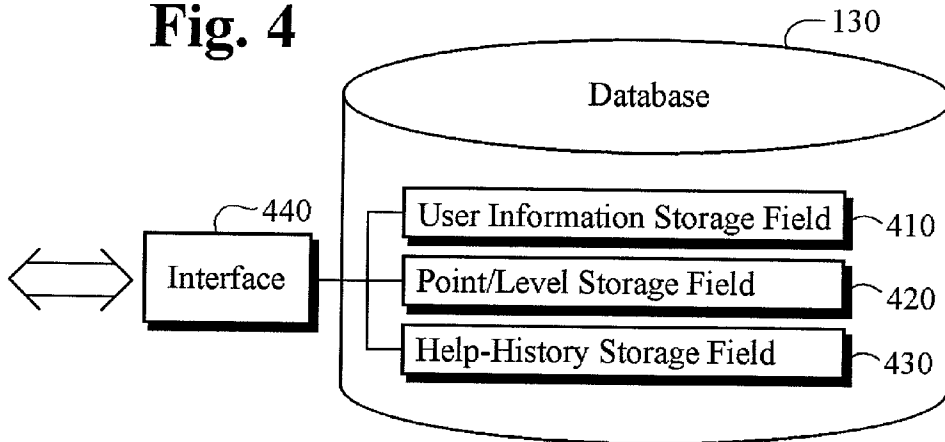 Fig. 4
130
Database
440
User Information Storage Field
410
Interface
Point/Level Storage Field
420
Help-History Storage Field
430